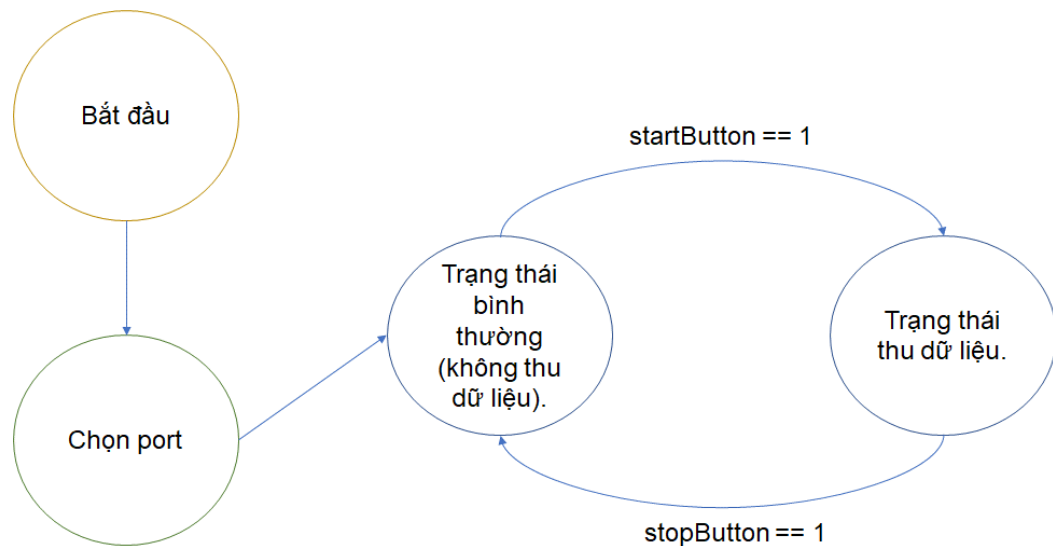 Bắt đầu
startButton == 1
Trạng thái
bình
thường
(không thu
dữ liệu).
Trạng thái
thu dữ liệu.
Chọn port
stopButton == 1